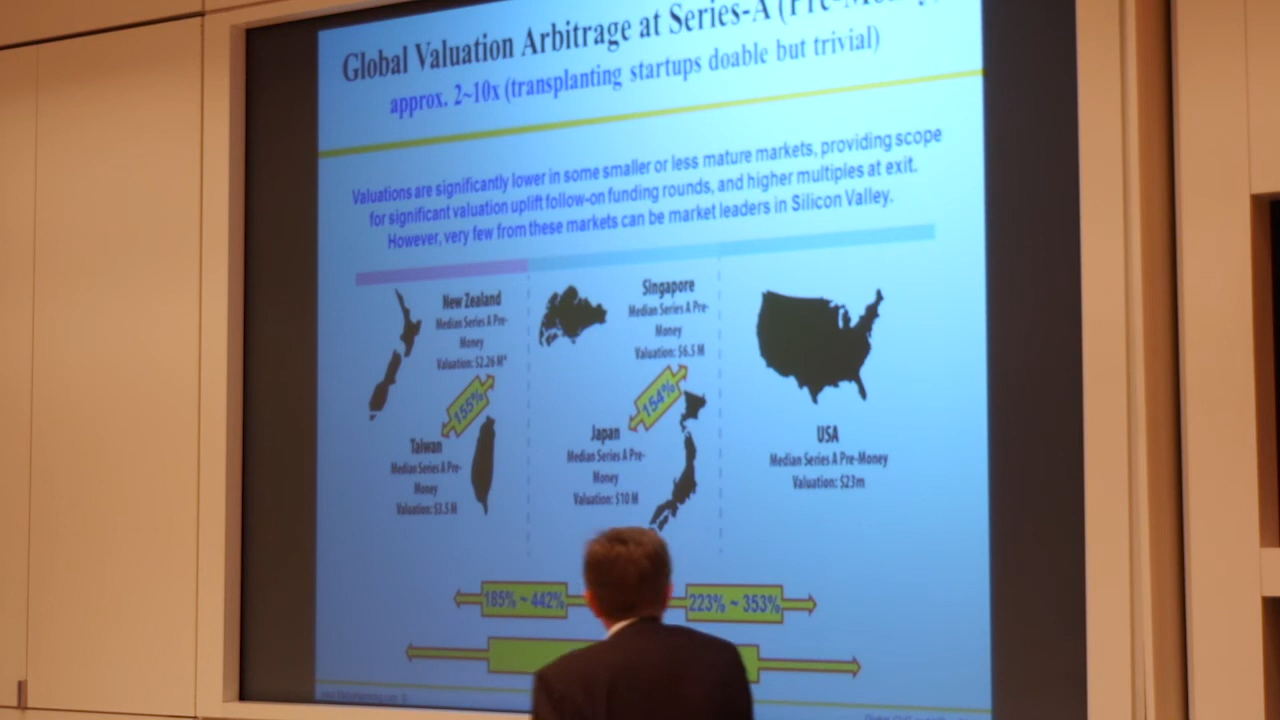 Global Valuation Arbitrage at Series-A
approx. 2~10x (transplanting startups doable but trivial)
Valuations are significantly lower in some smaller or less mature markets, providing scope
for significant valuation uplift follow-on funding rounds, and higher multiples at exit.
However, very few from these markets can be market leaders in Silicon Valley.
New Zealand
Median Series A Pre-
Money
Valuation: $2.26 M*
155%
Taiwan
Median Series A Pre-
Money
Valuation: $3.5 M
Singapore
Median Series A Pre-
Money
Valuation: $6.5 M
154%
Japan
Median Series A Pre-
Money
Valuation: $10 M
USA
Median Series A Pre-Money
Valuation: $23m
185% ~ 442%
223% ~ 353%